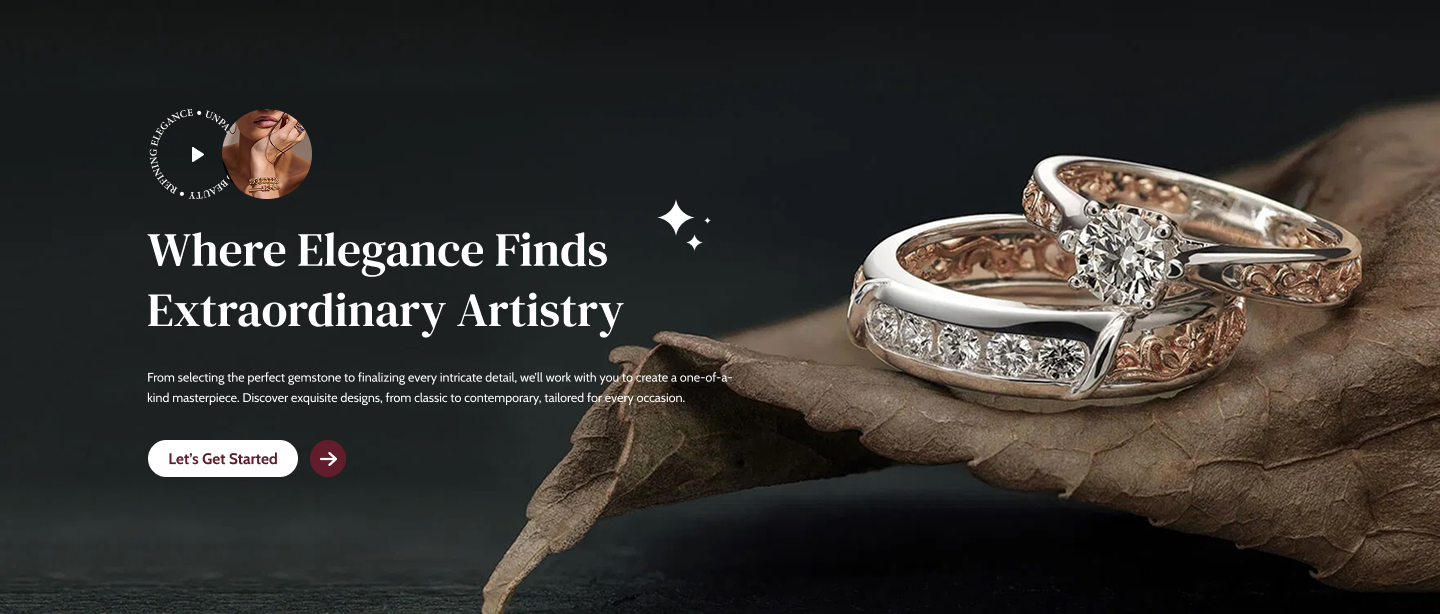 REFINING ELEGANCE • UNPA
BEAUTY •
Where Elegance Finds
Extraordinary Artistry
From selecting the perfect gemstone to finalizing every intricate detail, we'll work with you to create a one-of-a-
kind masterpiece. Discover exquisite designs, from classic to contemporary, tailored for every occasion.
Let's Get Started